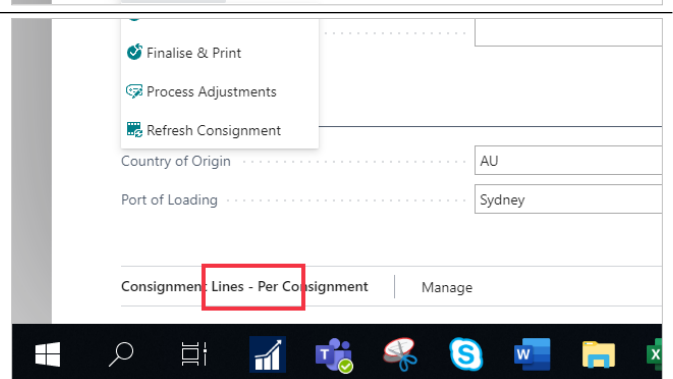 Finalise & Print
Process Adjustments
Refresh Consignment
Country of Origin AU
Port of Loading Sydney
Consignment Lines - Per Consignment Manage